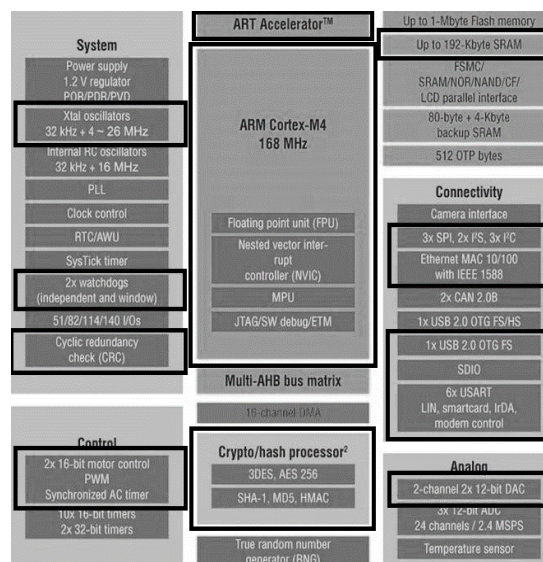 System
Power supply
1.2 V regulator
POR/PDR/PVD
Xtal oscillators
32 kHz + 4 ~ 26 MHz
Internal RC oscillators
32 kHz + 16 MHz
PLL
Clock control
RTC/AWU
SysTick timer
2x watchdogs
(independent and window)
51/82/114/140 I/Os
Cyclic redundancy
check (CRC)
Control
2x 16-bit motor control
PWM
Synchronized AC timer
10x 16-bit timers
2x 32-bit timers
ART Accelerator™
ARM Cortex-M4
168 MHz
Floating point unit (FPU)
Nested vector inter-
rupt
controller (NVIC)
MPU
JTAG/SW debug/ETM
Multi-AHB bus matrix
16-channel DMA
Crypto/hash processor²
3DES, AES 256
SHA-1, MD5, HMAC
True random number
generator (RNG)
Up to 1-Mbyte Flash memory
Up to 192-Kbyte SRAM
FSMC/
SRAM/NOR/NAND/CF/
LCD parallel interface
80-byte + 4-Kbyte
backup SRAM
512 OTP bytes
Connectivity
Camera interface
3x SPI, 2x I²S, 3x I²C
Ethernet MAC 10/100
with IEEE 1588
2x CAN 2.0B
1x USB 2.0 OTG FS/HS
1x USB 2.0 OTG FS
SDIO
6x USART
LIN, smartcard, IrDA,
modem control
Analog
2-channel 2x 12-bit DAC
3x 12-bit ADC
24 channels / 2.4 MSPS
Temperature sensor